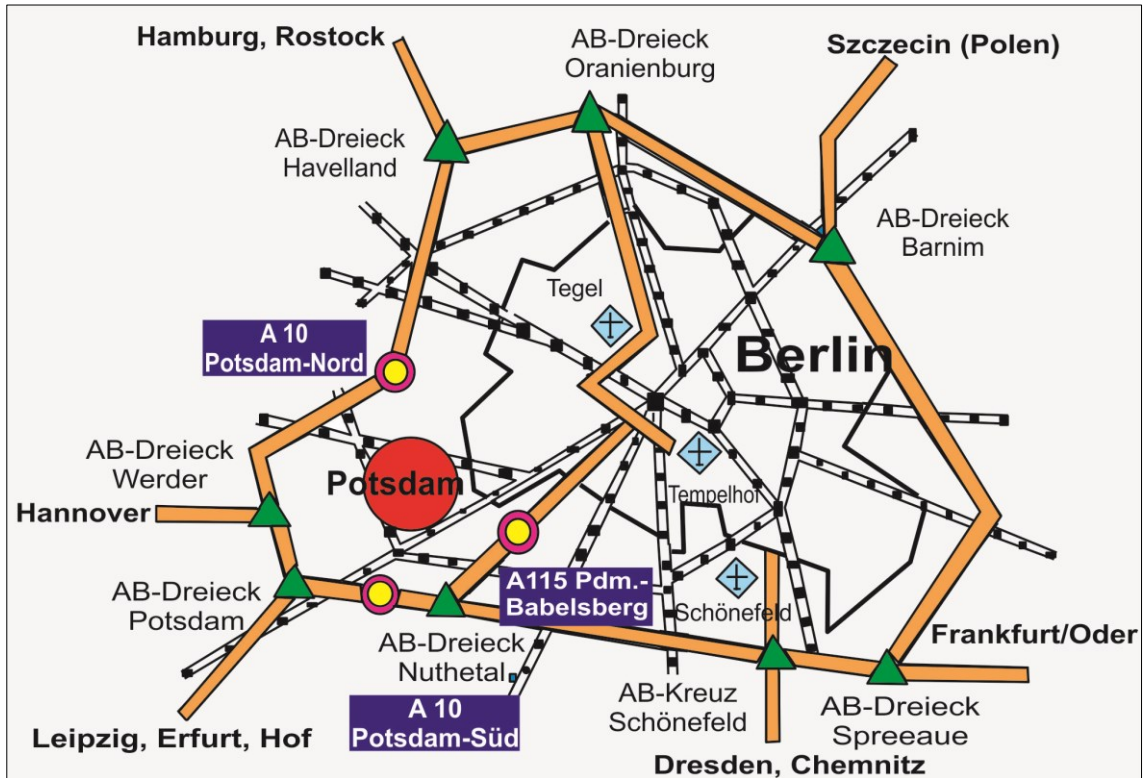 Hamburg, Rostock
AB-Dreieck
Oranienburg
Szczecin (Polen)
AB-Dreieck
Havelland
AB-Dreieck
Barnim
Tegel
A 10
Potsdam-Nord
Berlin
AB-Dreieck
Werder
Potsdam
Hannover
Tempelhof
AB-Dreieck
Potsdam
A115 Pdm.-
Babelsberg
Schönefeld
AB-Dreieck
Nuthetal
Frankfurt/Oder
A 10
Potsdam-Süd
AB-Kreuz
Schönefeld
AB-Dreieck
Spreeaue
Leipzig, Erfurt, Hof
Dresden, Chemnitz